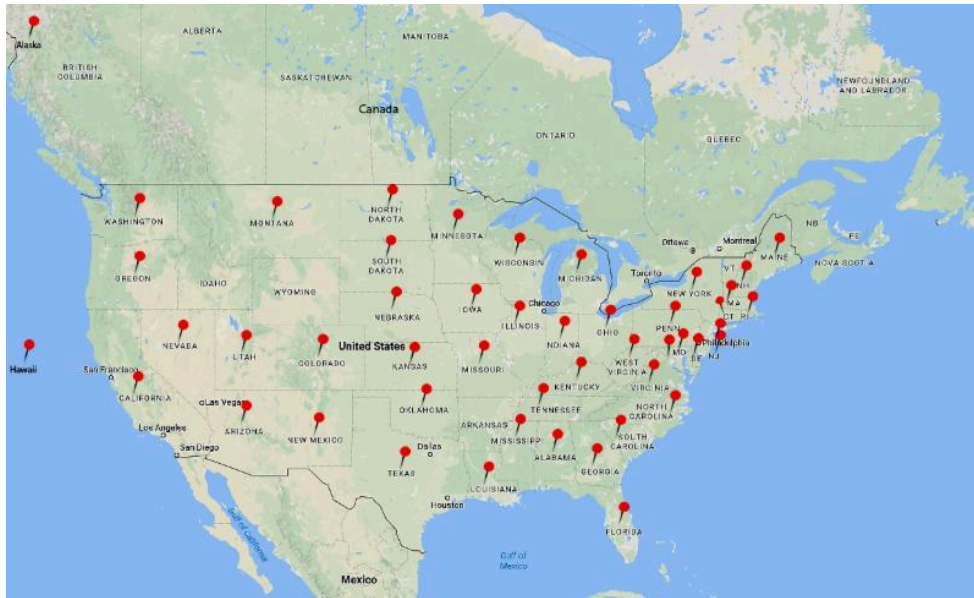 Alaska
ALBERTA
MANITOBA
BRITISH
COLUMBIA
SASKATCHEWAN
NEWFOUNDLAND
AND LABRADOR
Canada
ONTARIO
QUEBEC
WASHINGTON
MONTANA
NORTH
DAKOTA
MINNESOTA
Ottawa
Montreal
NB
PE
MAINE
NOVA SCOTIA
OREGON
IDAHO
SOUTH
DAKOTA
WISCONSIN
MICHIGAN
Toronto
VT
NH
WYOMING
NEW YORK
MA
NEBRASKA
IOWA
Chicago
ILLINOIS
OHIO
CT
RI
NEVADA
UTAH
COLORADO
United States
KANSAS
MISSOURI
NDIANA
PENN
Philadelphia
MD
DE
NJ
WEST
VIRGINIA
Hawaii
San Francisco
CALIFORNIA
Las Vegas
KENTUCKY
VIRGINIA
OKLAHOMA
TENNESSEE
NORTH
CAROLINA
Los Angeles
ARIZONA
NEW MEXICO
ARKANSAS
MISSISSIPPI
SOUTH
CAROLINA
San Diego
Dallas
ALABAMA
TEXAS
GEORGIA
LOUISIANA
Houston
FLORIDA
Gulf of
California
Gulf of
Mexico
Mexico